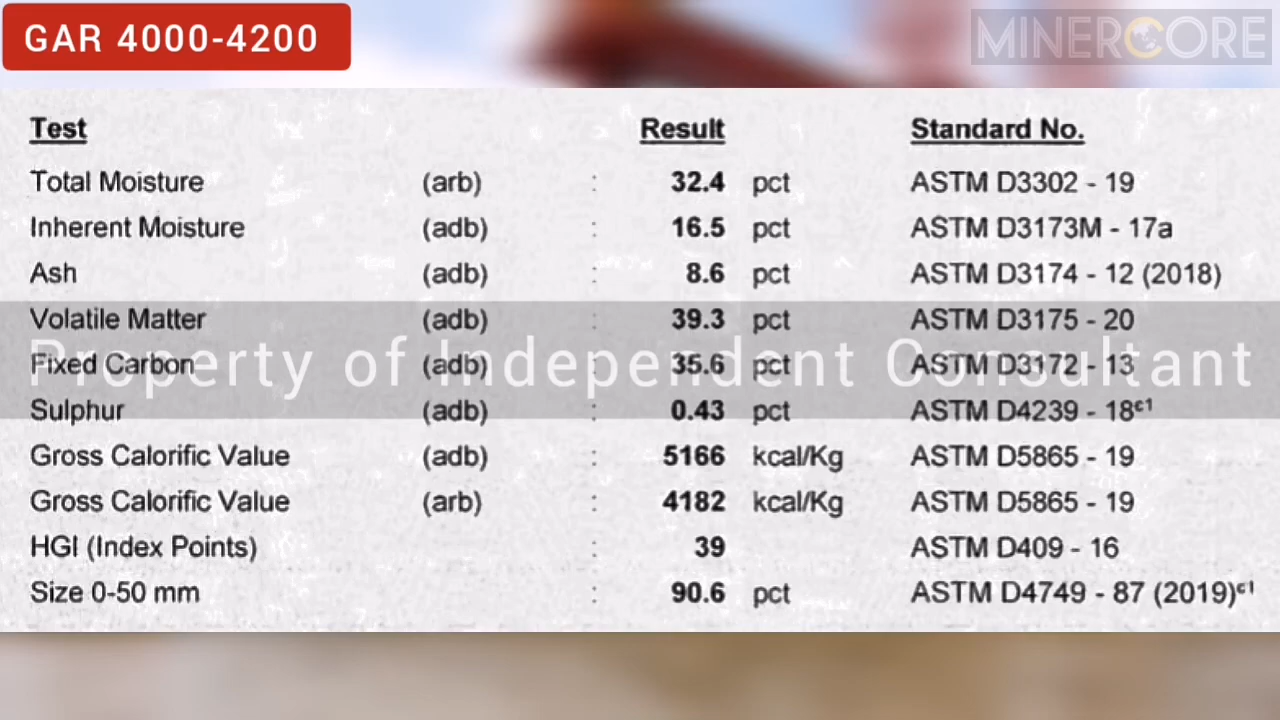 GAR 4000-4200
MINERCORE
Test Result Standard No.
Total Moisture (arb) : 32.4 pct ASTM D3302 - 19
Inherent Moisture (adb) : 16.5 pct ASTM D3173M - 17a
Ash (adb) : 8.6 pct ASTM D3174 - 12 (2018)
Volatile Matter (adb) : 39.3 pct ASTM D3175 - 20
Fixed Carbon (adb) : 35.6 pct ASTM D3172 - 13
Property of Independent Consultant
Sulphur (adb) : 0.43 pct ASTM D4239 - 18ᵋ¹
Gross Calorific Value (adb) : 5166 kcal/Kg ASTM D5865 - 19
Gross Calorific Value (arb) : 4182 kcal/Kg ASTM D5865 - 19
HGI (Index Points) : 39 ASTM D409 - 16
Size 0-50 mm : 90.6 pct ASTM D4749 - 87 (2019)ᵋ¹